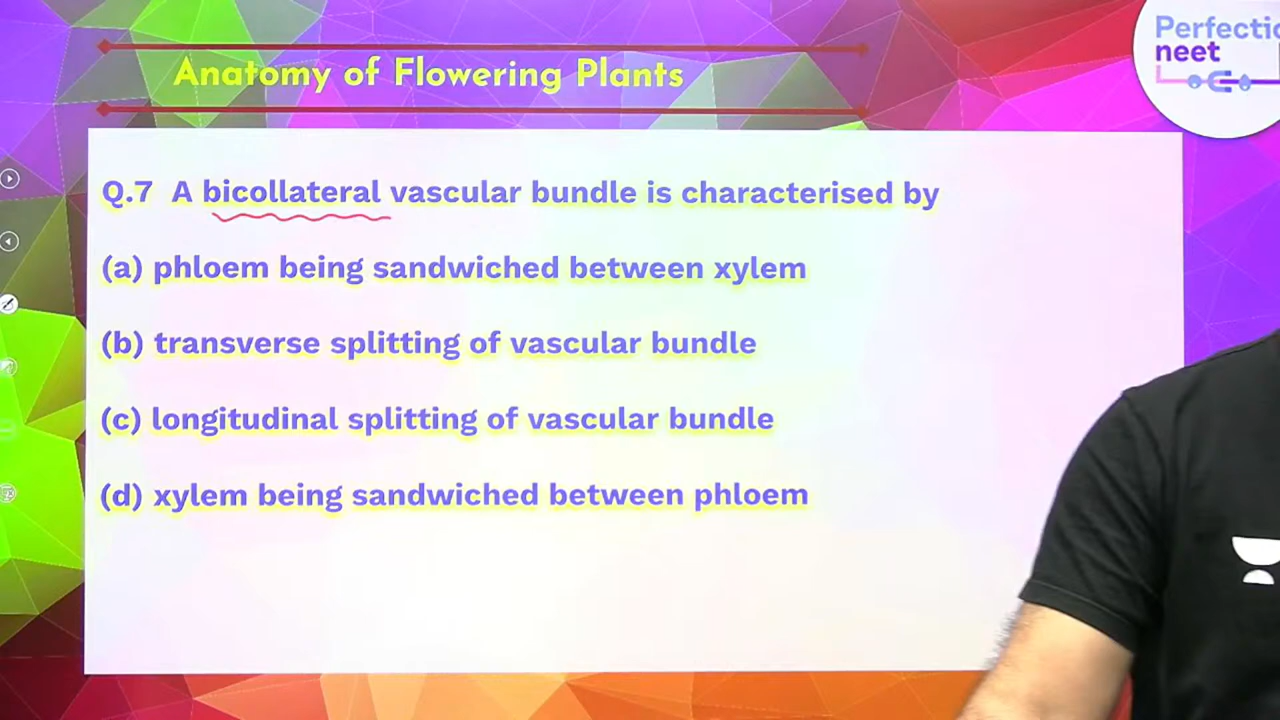 Perfectio
neet
Anatomy of Flowering Plants
Q.7 A bicollateral vascular bundle is characterised by
(a) phloem being sandwiched between xylem
(b) transverse splitting of vascular bundle
(c) longitudinal splitting of vascular bundle
(d) xylem being sandwiched between phloem